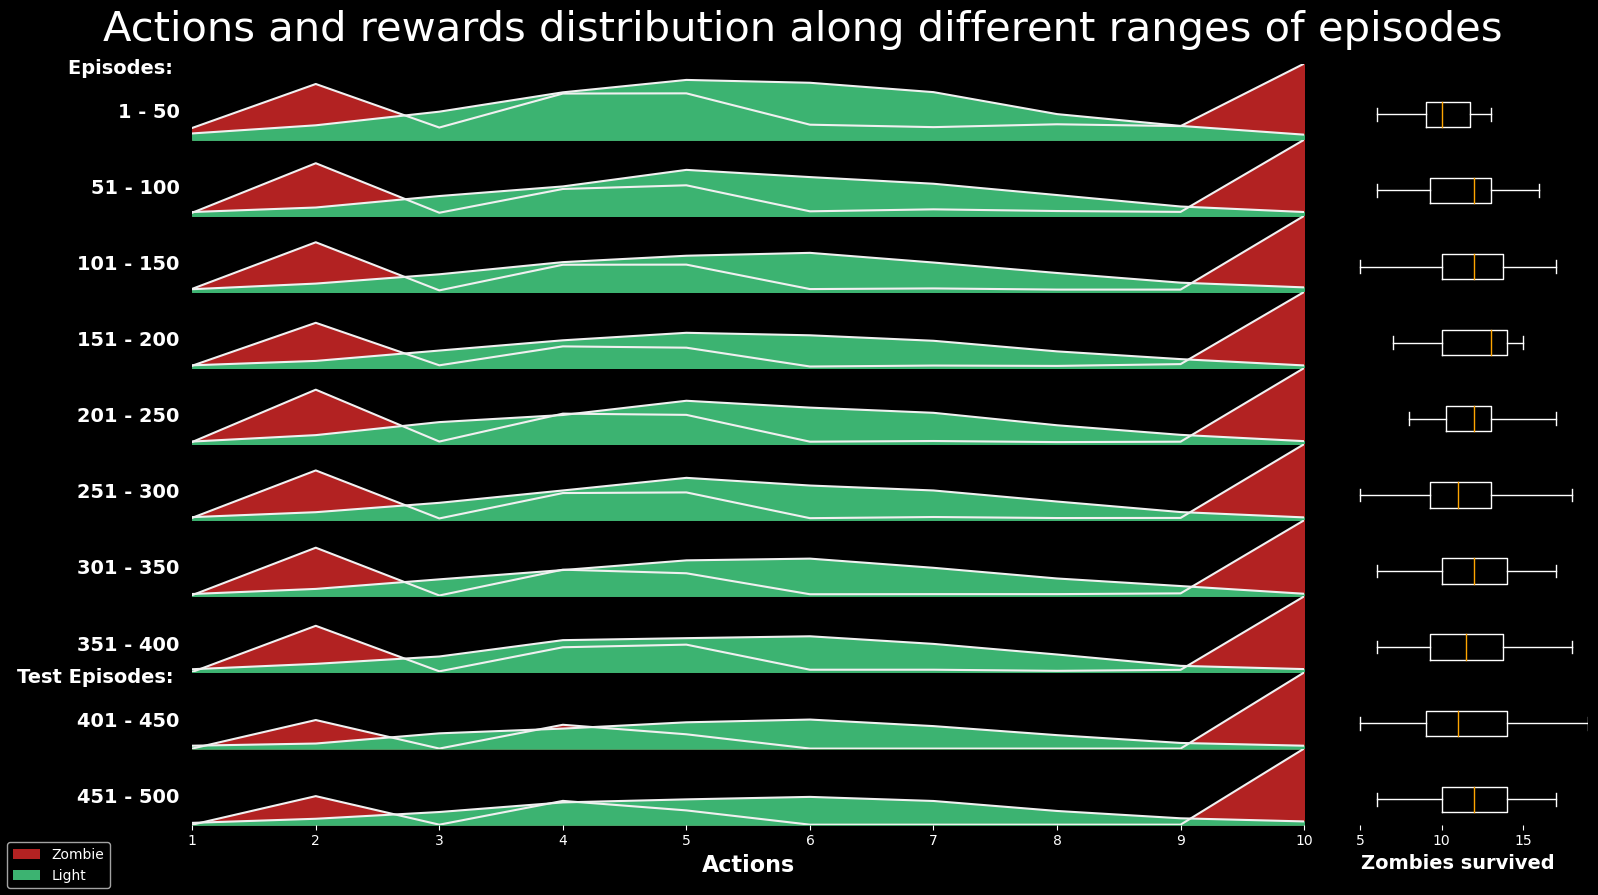 Actions and rewards distribution along different ranges of episodes
Episodes:
1 - 50
51 - 100
101 - 150
151 - 200
201 - 250
251 - 300
301 - 350
351 - 400
Test Episodes:
401 - 450
451 - 500
1 2 3 4 5 6 7 8 9 10
5 10 15
Actions
Zombies survived
Zombie
Light